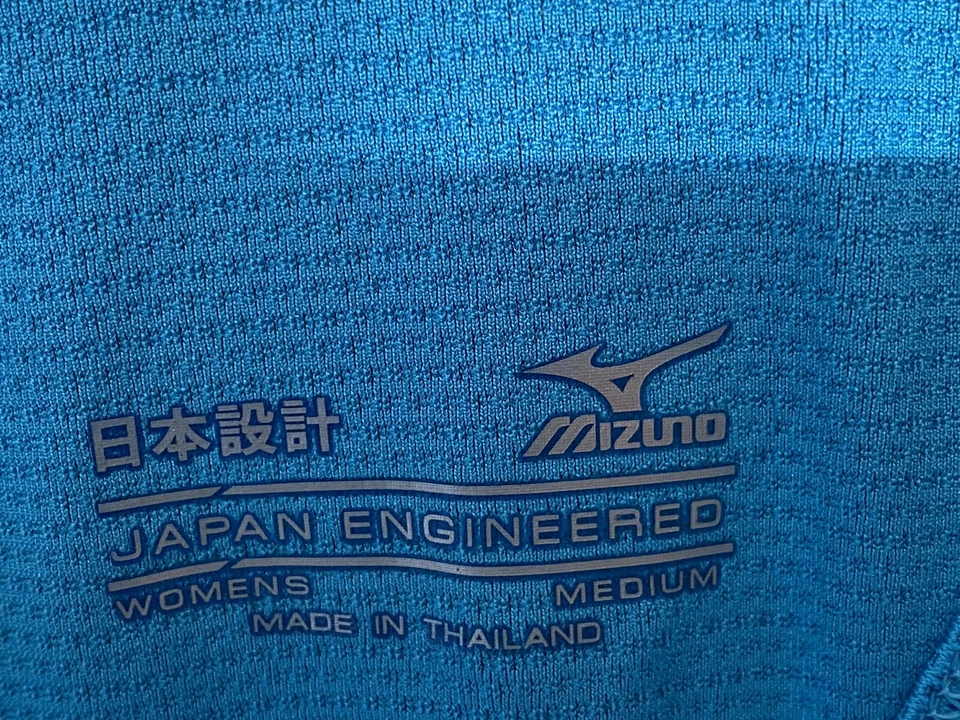 日本設計
MIZUNO
JAPAN ENGINEERED
WOMENS MEDIUM
MADE IN THAILAND